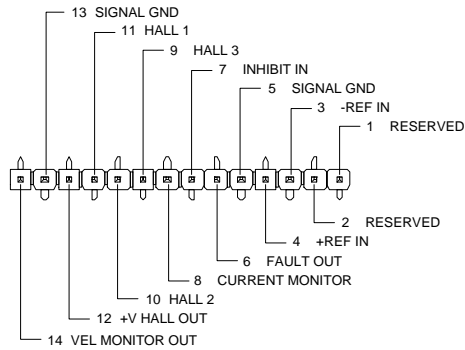 13 SIGNAL GND
11 HALL 1
9 HALL 3
7 INHIBIT IN
5 SIGNAL GND
3 -REF IN
1 RESERVED
2 RESERVED
4 +REF IN
6 FAULT OUT
8 CURRENT MONITOR
10 HALL 2
12 +V HALL OUT
14 VEL MONITOR OUT